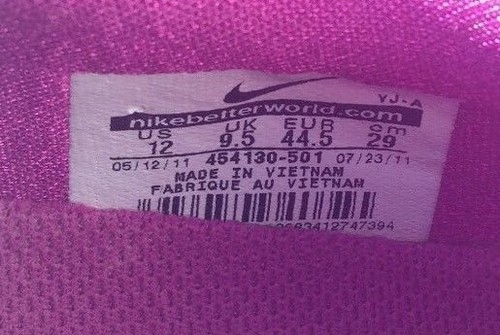 YJ-A
nikebetterworld.com
US UK EUR cm
12 9.5 44.5 29
05/12/11 454130-501 07/23/11
MADE IN VIETNAM
FABRIQUE AU VIETNAM